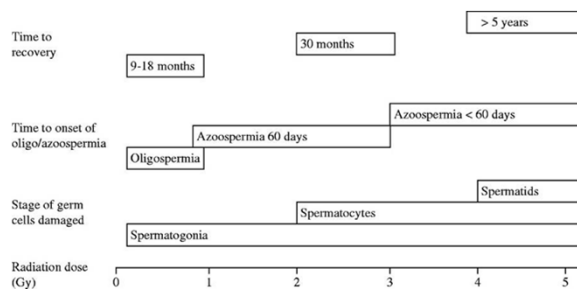 > 5 years
Time to
recovery
30 months
9-18 months
Azoospermia < 60 days
Time to onset of
oligo/azoospermia
Azoospermia 60 days
Oligospermia
Spermatids
Stage of germ
cells damaged
Spermatocytes
Spermatogonia
Radiation dose
(Gy)
0 1 2 3 4 5